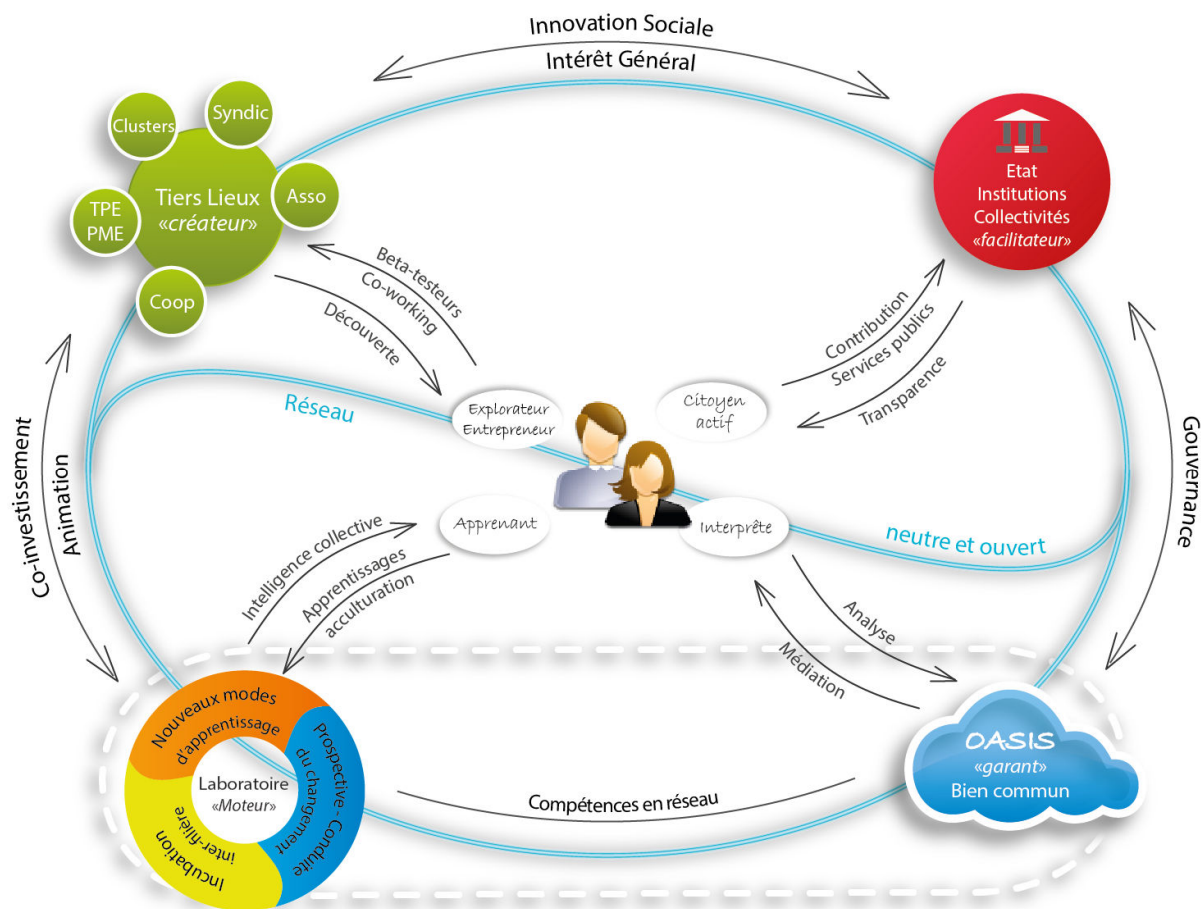 Innovation Sociale
Intérêt Général
Clusters
Syndic
Tiers Lieux
«créateur»
Asso
TPE
PME
Coop
Etat
Institutions
Collectivités
«facilitateur»
Beta-testeurs
Co-working
Découverte
Contribution
Services publics
Transparence
Réseau
Explorateur
Entrepreneur
Citoyen
actif
Co-investissement
Animation
Gouvernance
Apprenant
Interprête
neutre et ouvert
Intelligence collective
Apprentissages
acculturation
Analyse
Médiation
Nouveaux modes
d'apprentissage
Prospective - Conduite
du changement
Incubation
inter-filière
Laboratoire
«Moteur»
Compétences en réseau
OASIS
«garant»
Bien commun